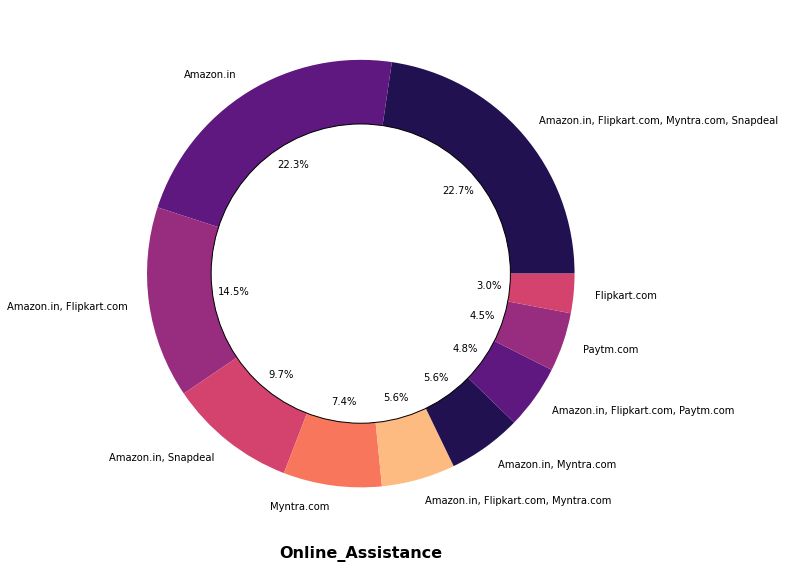 Amazon.in
Amazon.in, Flipkart.com, Myntra.com, Snapdeal
22.3%
22.7%
3.0%
14.5%
Flipkart.com
Amazon.in, Flipkart.com
4.5%
4.8%
Paytm.com
9.7%
5.6%
7.4%
5.6%
Amazon.in, Flipkart.com, Paytm.com
Amazon.in, Snapdeal
Amazon.in, Myntra.com
Myntra.com
Amazon.in, Flipkart.com, Myntra.com
Online_Assistance